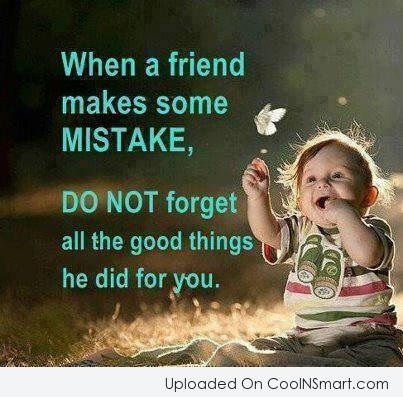 When a friend
makes some
MISTAKE,
DO NOT forget
all the good things
he did for you.
Uploaded On CoolNSmart.com